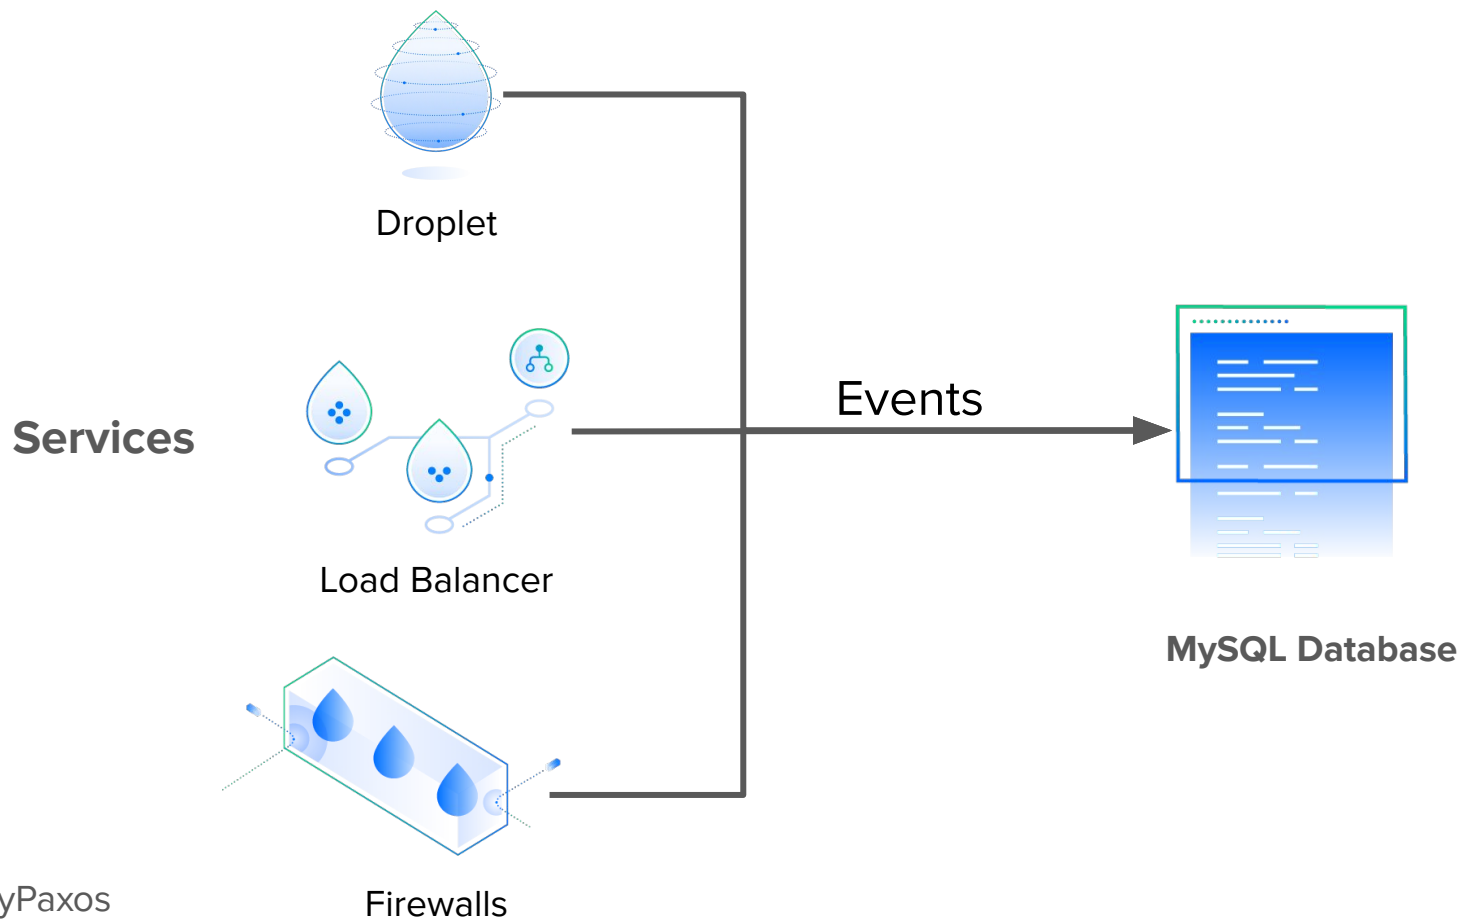 Droplet
Services
Load Balancer
Events
MySQL Database
Firewalls
yPaxos